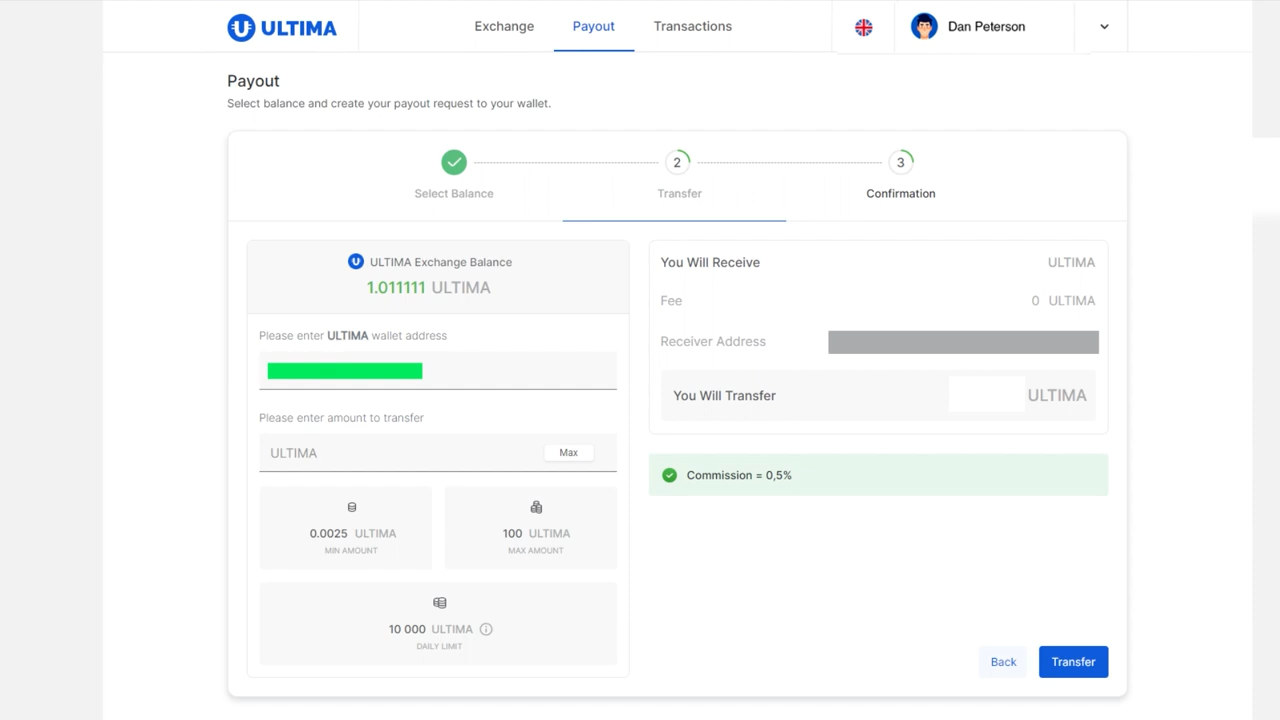 ULTIMA
Exchange
Payout
Transactions
Dan Peterson
Payout
Select balance and create your payout request to your wallet.
2
3
Select Balance
Transfer
Confirmation
ULTIMA Exchange Balance
1.011111 ULTIMA
Please enter ULTIMA wallet address
Please enter amount to transfer
ULTIMA
Max
0.0025 ULTIMA
MIN AMOUNT
100 ULTIMA
MAX AMOUNT
10 000 ULTIMA
DAILY LIMIT
You Will Receive
ULTIMA
Fee
0 ULTIMA
Receiver Address
You Will Transfer
ULTIMA
Commission = 0,5%
Back
Transfer